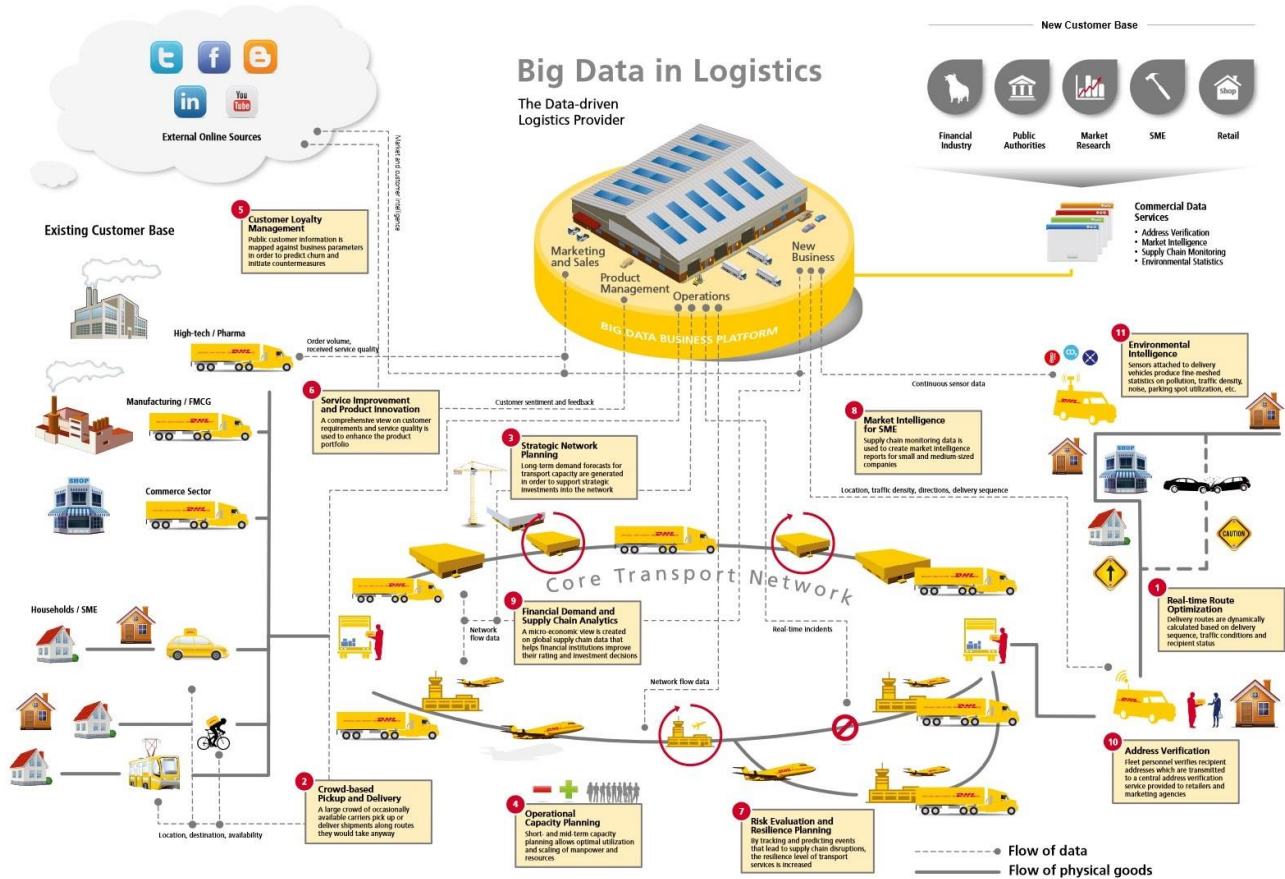 Big Data in Logistics
The Data-driven
Logistics Provider
You
Tube
External Online Sources
Market and customer intelligence
New Customer Base
Shop
Financial
Industry
Public
Authorities
Market
Research
SME
Retail
Commercial Data
Services
• Address Verification
• Market Intelligence
• Supply Chain Monitoring
• Environmental Statistics
Marketing
and Sales
Product
Management
Operations
New
Business
BIG DATA BUSINESS PLATFORM
5
Customer Loyalty
Management
Public customer information is
mapped against business parameters
in order to predict churn and
initiate countermeasures
Existing Customer Base
High-tech / Pharma
DHL
Order volume,
received service quality
Manufacturing / FMCG
DHL
6
Service Improvement
and Product Innovation
A comprehensive view on customer
requirements and service quality is
used to enhance the product
portfolio
Customer sentiment and feedback
SHOP
Commerce Sector
DHL
3
Strategic Network
Planning
Long-term demand forecasts for
transport capacity are generated
in order to support strategic
investments into the network
8
Market Intelligence
for SME
Supply chain monitoring data is
used to create market intelligence
reports for small and medium-sized
companies
Continuous sensor data
CO₂
11
Environmental
Intelligence
Sensors attached to delivery
vehicles produce fine-meshed
statistics on pollution, traffic density,
noise, parking spot utilization, etc.
SHOP
Location, traffic density, directions, delivery sequence
CAUTION
DHL
Core Transport Network
DHL
DHL
Households / SME
9
Financial Demand and
Supply Chain Analytics
A micro-economic view is created
on global supply chain data that
helps financial institutions improve
their rating and investment decisions
Network
flow data
Real-time incidents
1
Real-time Route
Optimization
Delivery routes are dynamically
calculated based on delivery
sequence, traffic conditions and
recipient status
Network flow data
DHL
DHL
DHL
DHL
10
Address Verification
Fleet personnel verifies recipient
addresses which are transmitted
to a central address verification
service provided to retailers and
marketing agencies
2
Crowd-based
Pickup and Delivery
A large crowd of occasionally
available carriers pick up or
deliver shipments along routes
they would take anyway
Location, destination, availability
4
Operational
Capacity Planning
Short- and mid-term capacity
planning allows optimal utilization
and scaling of manpower and
resources
7
Risk Evaluation and
Resilience Planning
By tracking and predicting events
that lead to supply chain disruptions,
the resilience level of transport
services is increased
DHL
Flow of data
Flow of physical goods